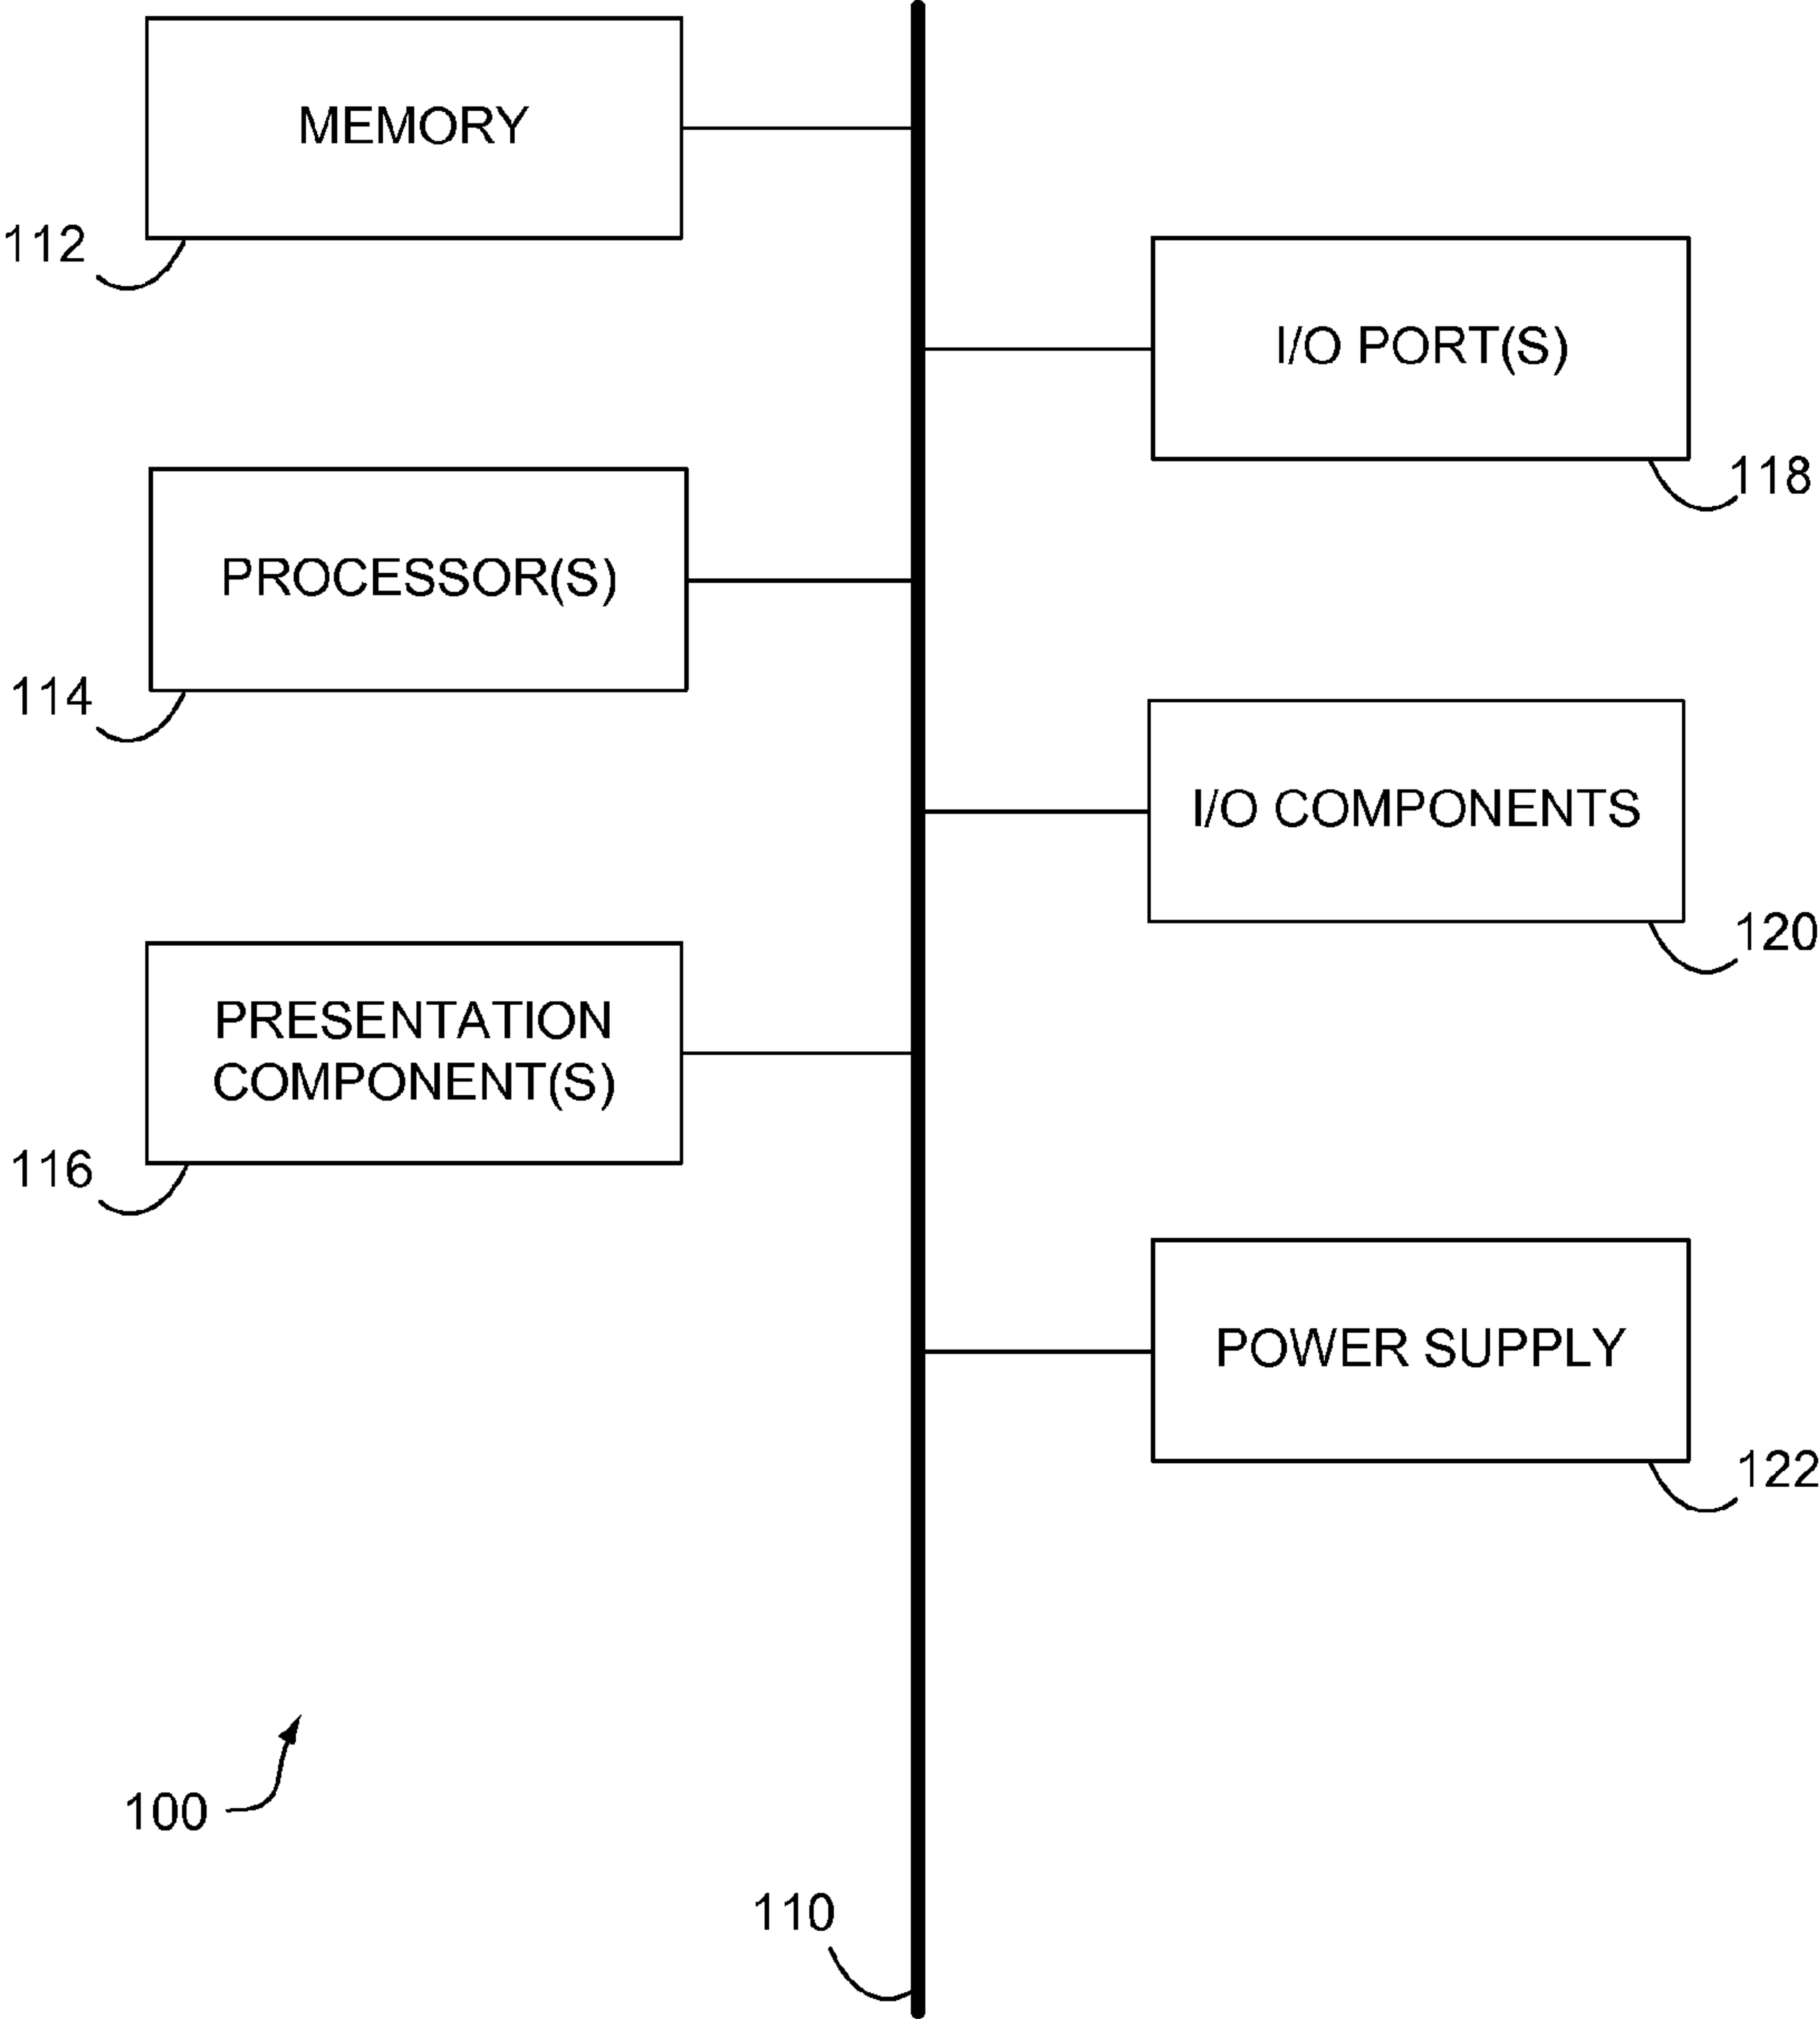 MEMORY
112
I/O PORT(S)
118
PROCESSOR(S)
114
I/O COMPONENTS
120
PRESENTATION
COMPONENT(S)
116
POWER SUPPLY
122
100
110